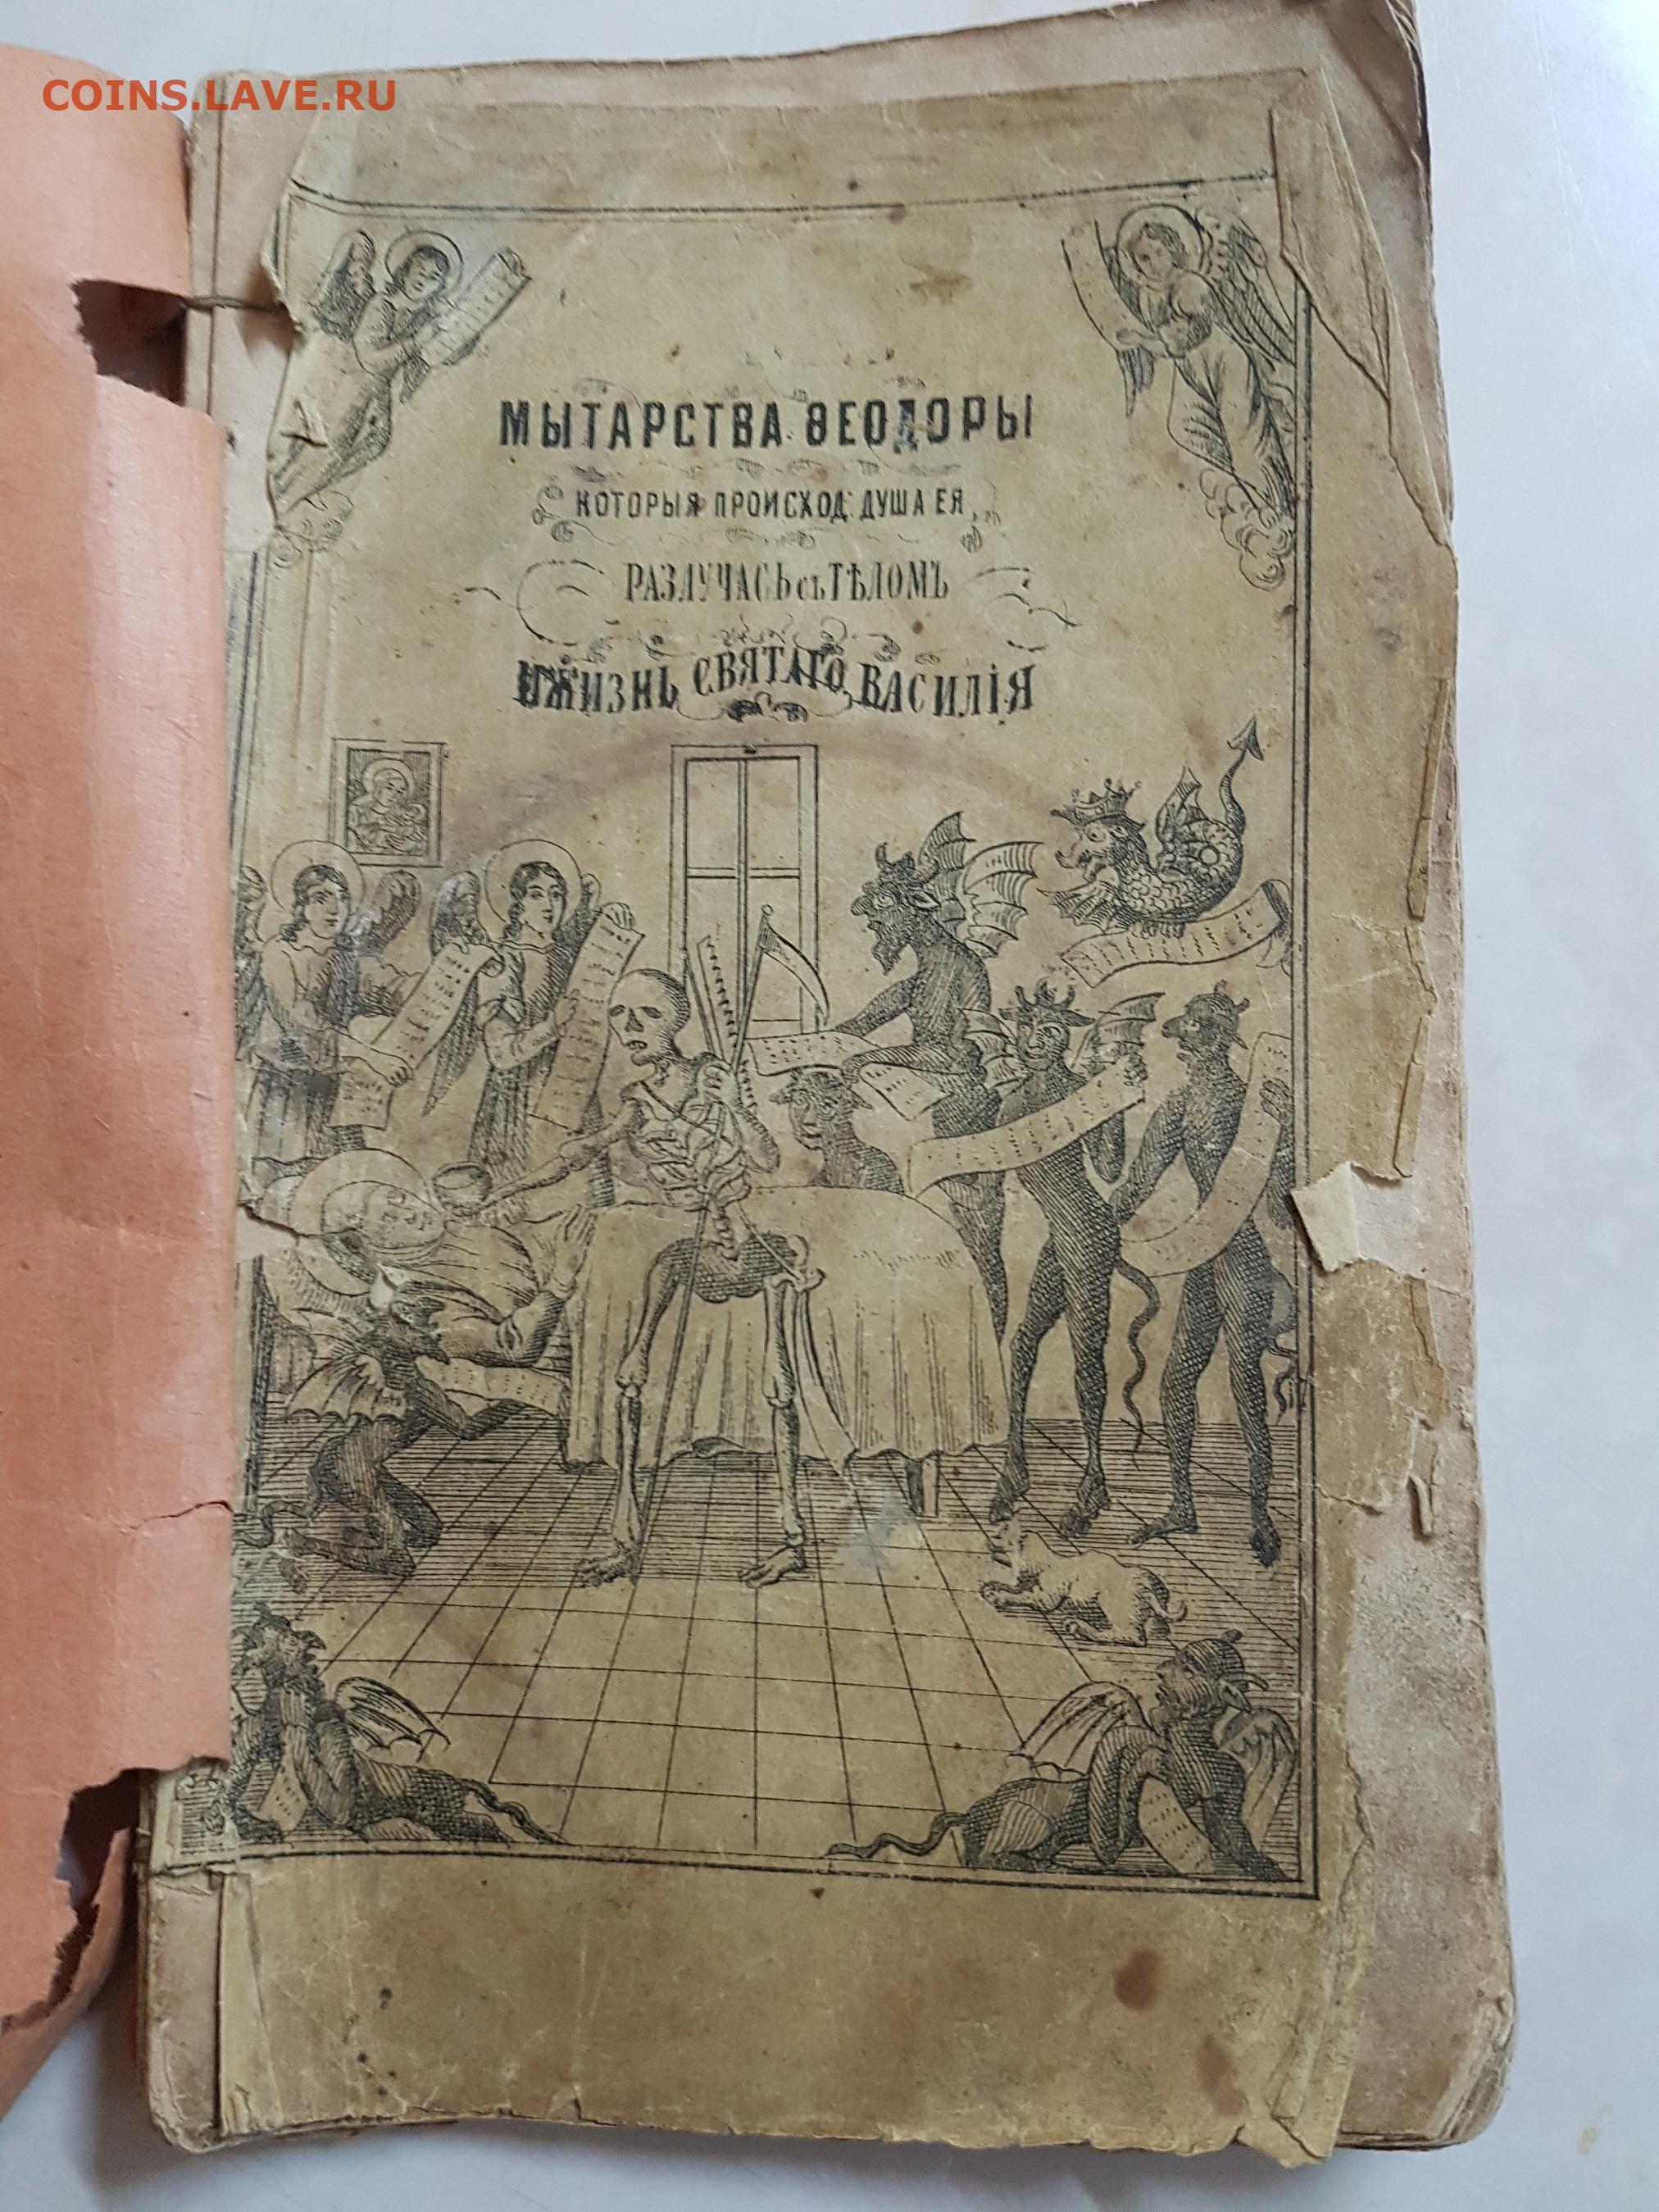 COINS.LAVE.RU
МЫТАРСТВА ѲЕОДОРЫ
КОТОРЫЯ ПРОИСХОД: ДУША ЕЯ,
РАЗЛУЧАСЬ съ ТѢЛОМЪ
И ЖИЗНЬ СВЯТАГО ВАСИЛІЯ